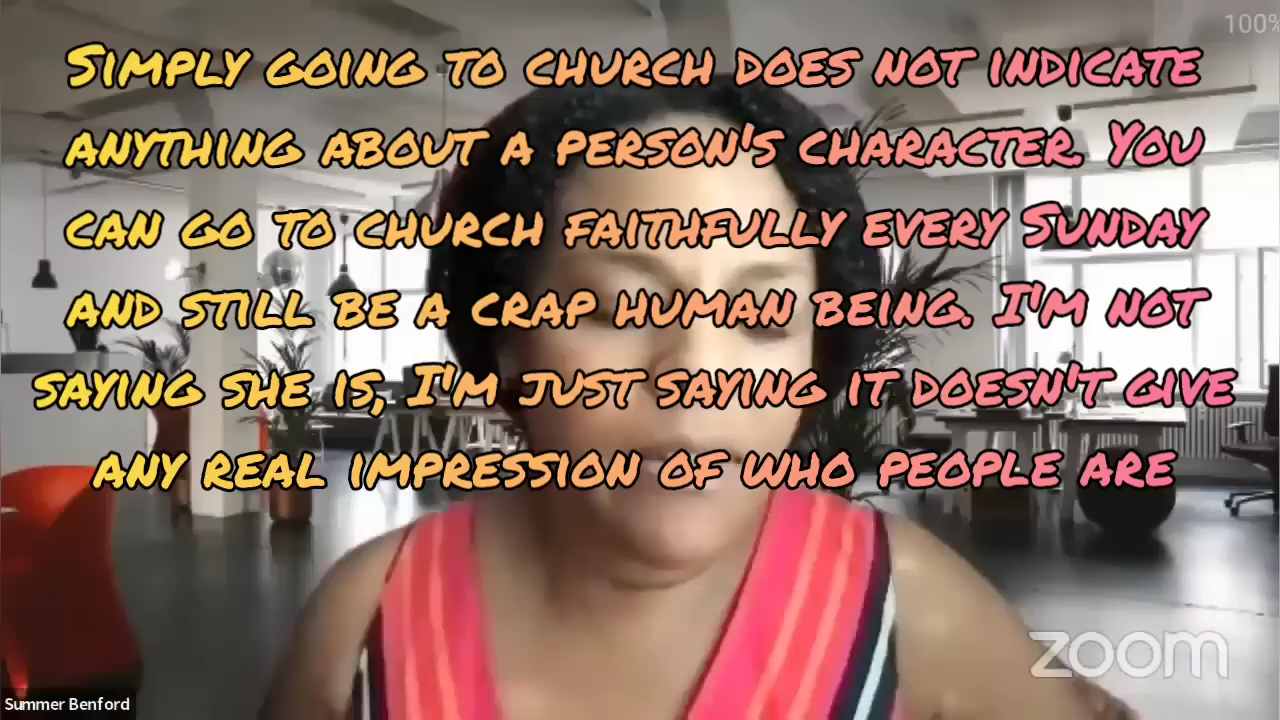 100%
Simply going to church does not indicate
anything about a person's character. You
can go to church faithfully every Sunday
and still be a crap human being. I'm not
saying she is, I'm just saying it doesn't give
any real impression of who people are
zoom
Summer Benford